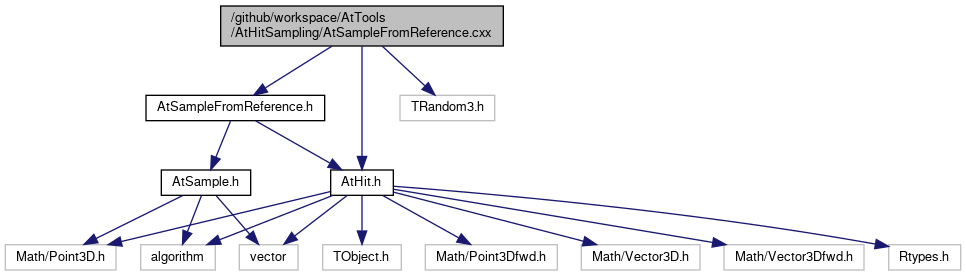 /github/workspace/AtTools
/AtHitSampling/AtSampleFromReference.cxx
AtSampleFromReference.h
TRandom3.h
AtSample.h
AtHit.h
Math/Point3D.h
algorithm
vector
TObject.h
Math/Point3Dfwd.h
Math/Vector3D.h
Math/Vector3Dfwd.h
Rtypes.h